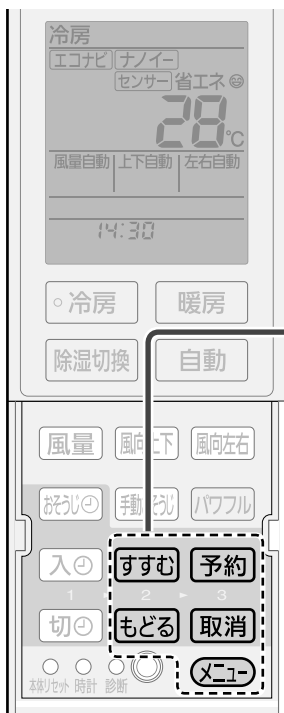 冷房
エコナビ ナノイー
センサー 省エネ
28℃
風量自動 上下自動 左右自動
14:30
冷房 暖房
除湿切換 自動
風量 風向上下 風向左右
おそうじ 手動おそうじ パワフル
入 すすむ 予約
1 2 3
切 もどる 取消
メニュー
本体リセット 時計 診断